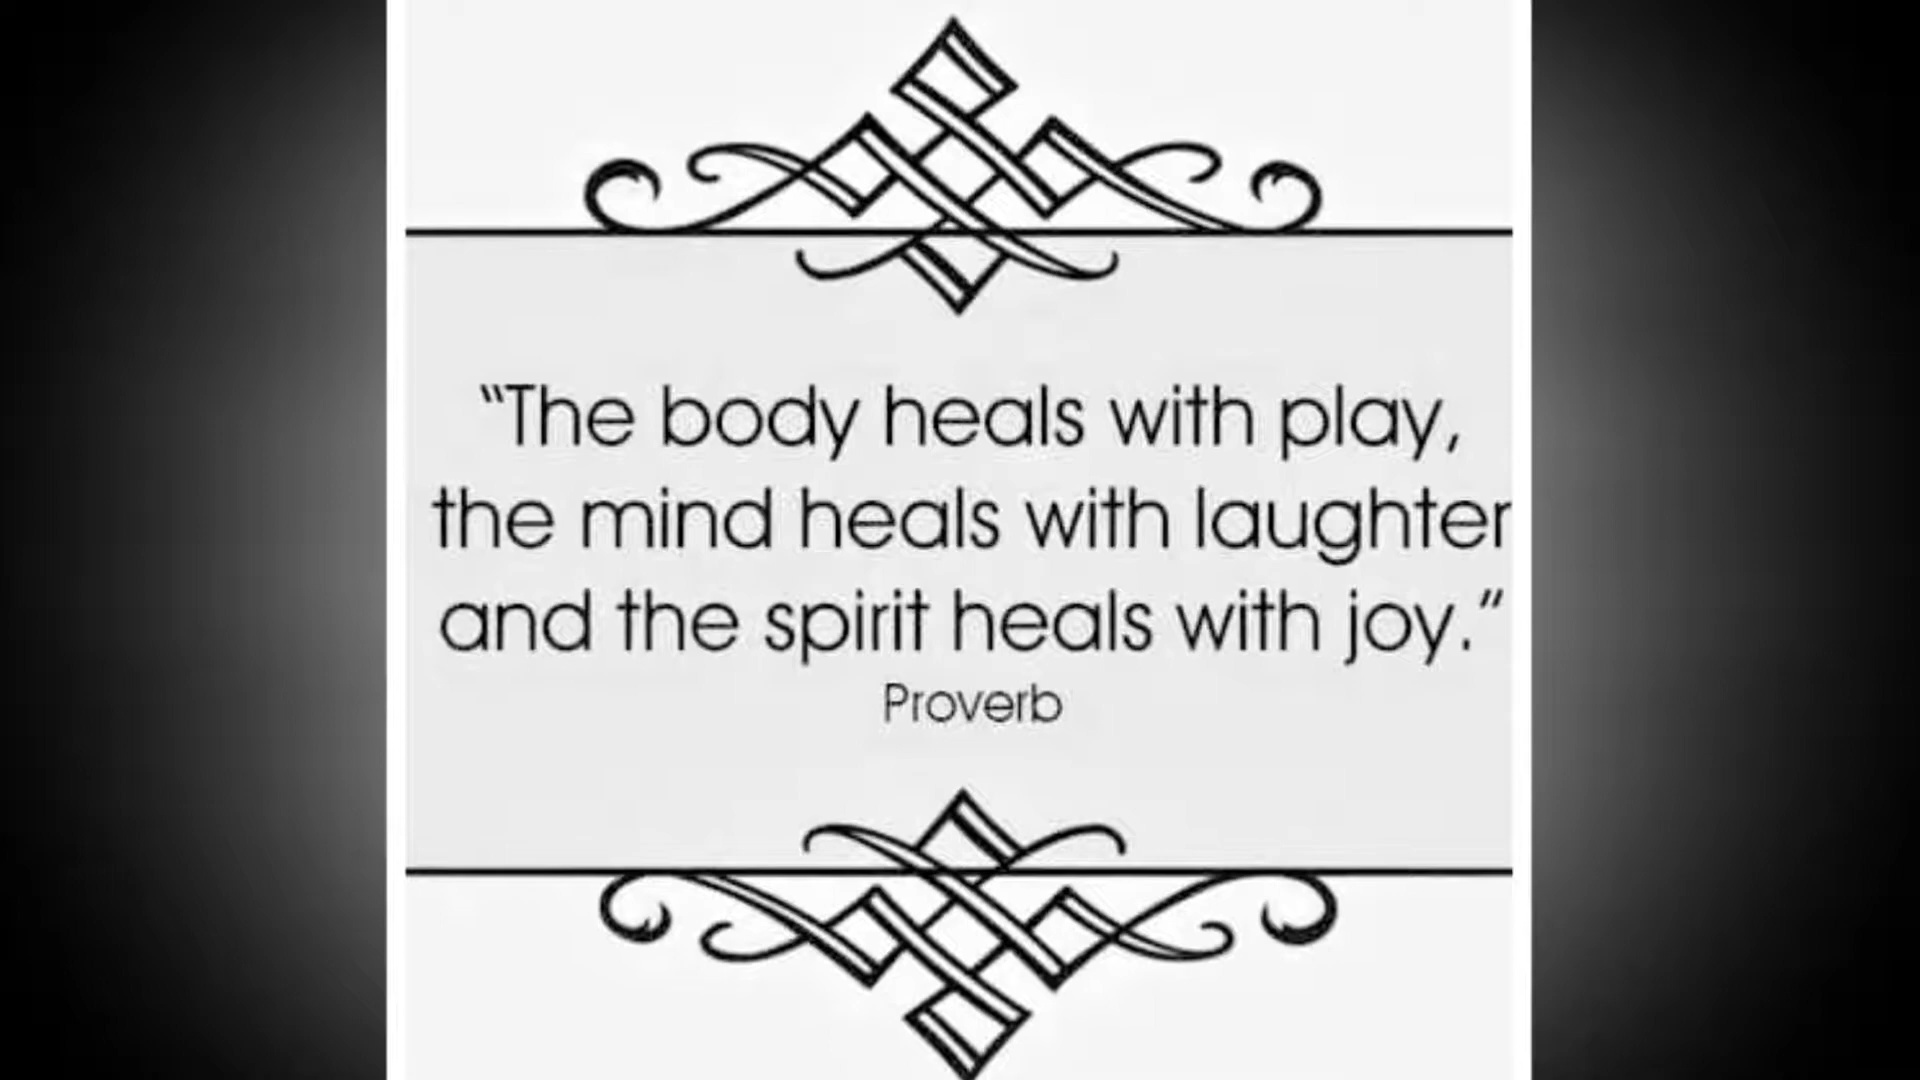 “The body heals with play,
the mind heals with laughter
and the spirit heals with joy.”
Proverb